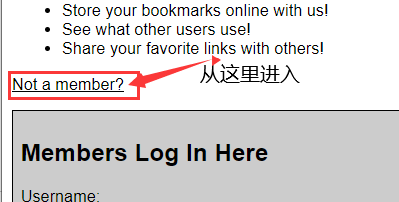 • Store your bookmarks online with us!
• See what other users use!
• Share your favorite links with others!
Not a member?
从这里进入
Members Log In Here
Username: